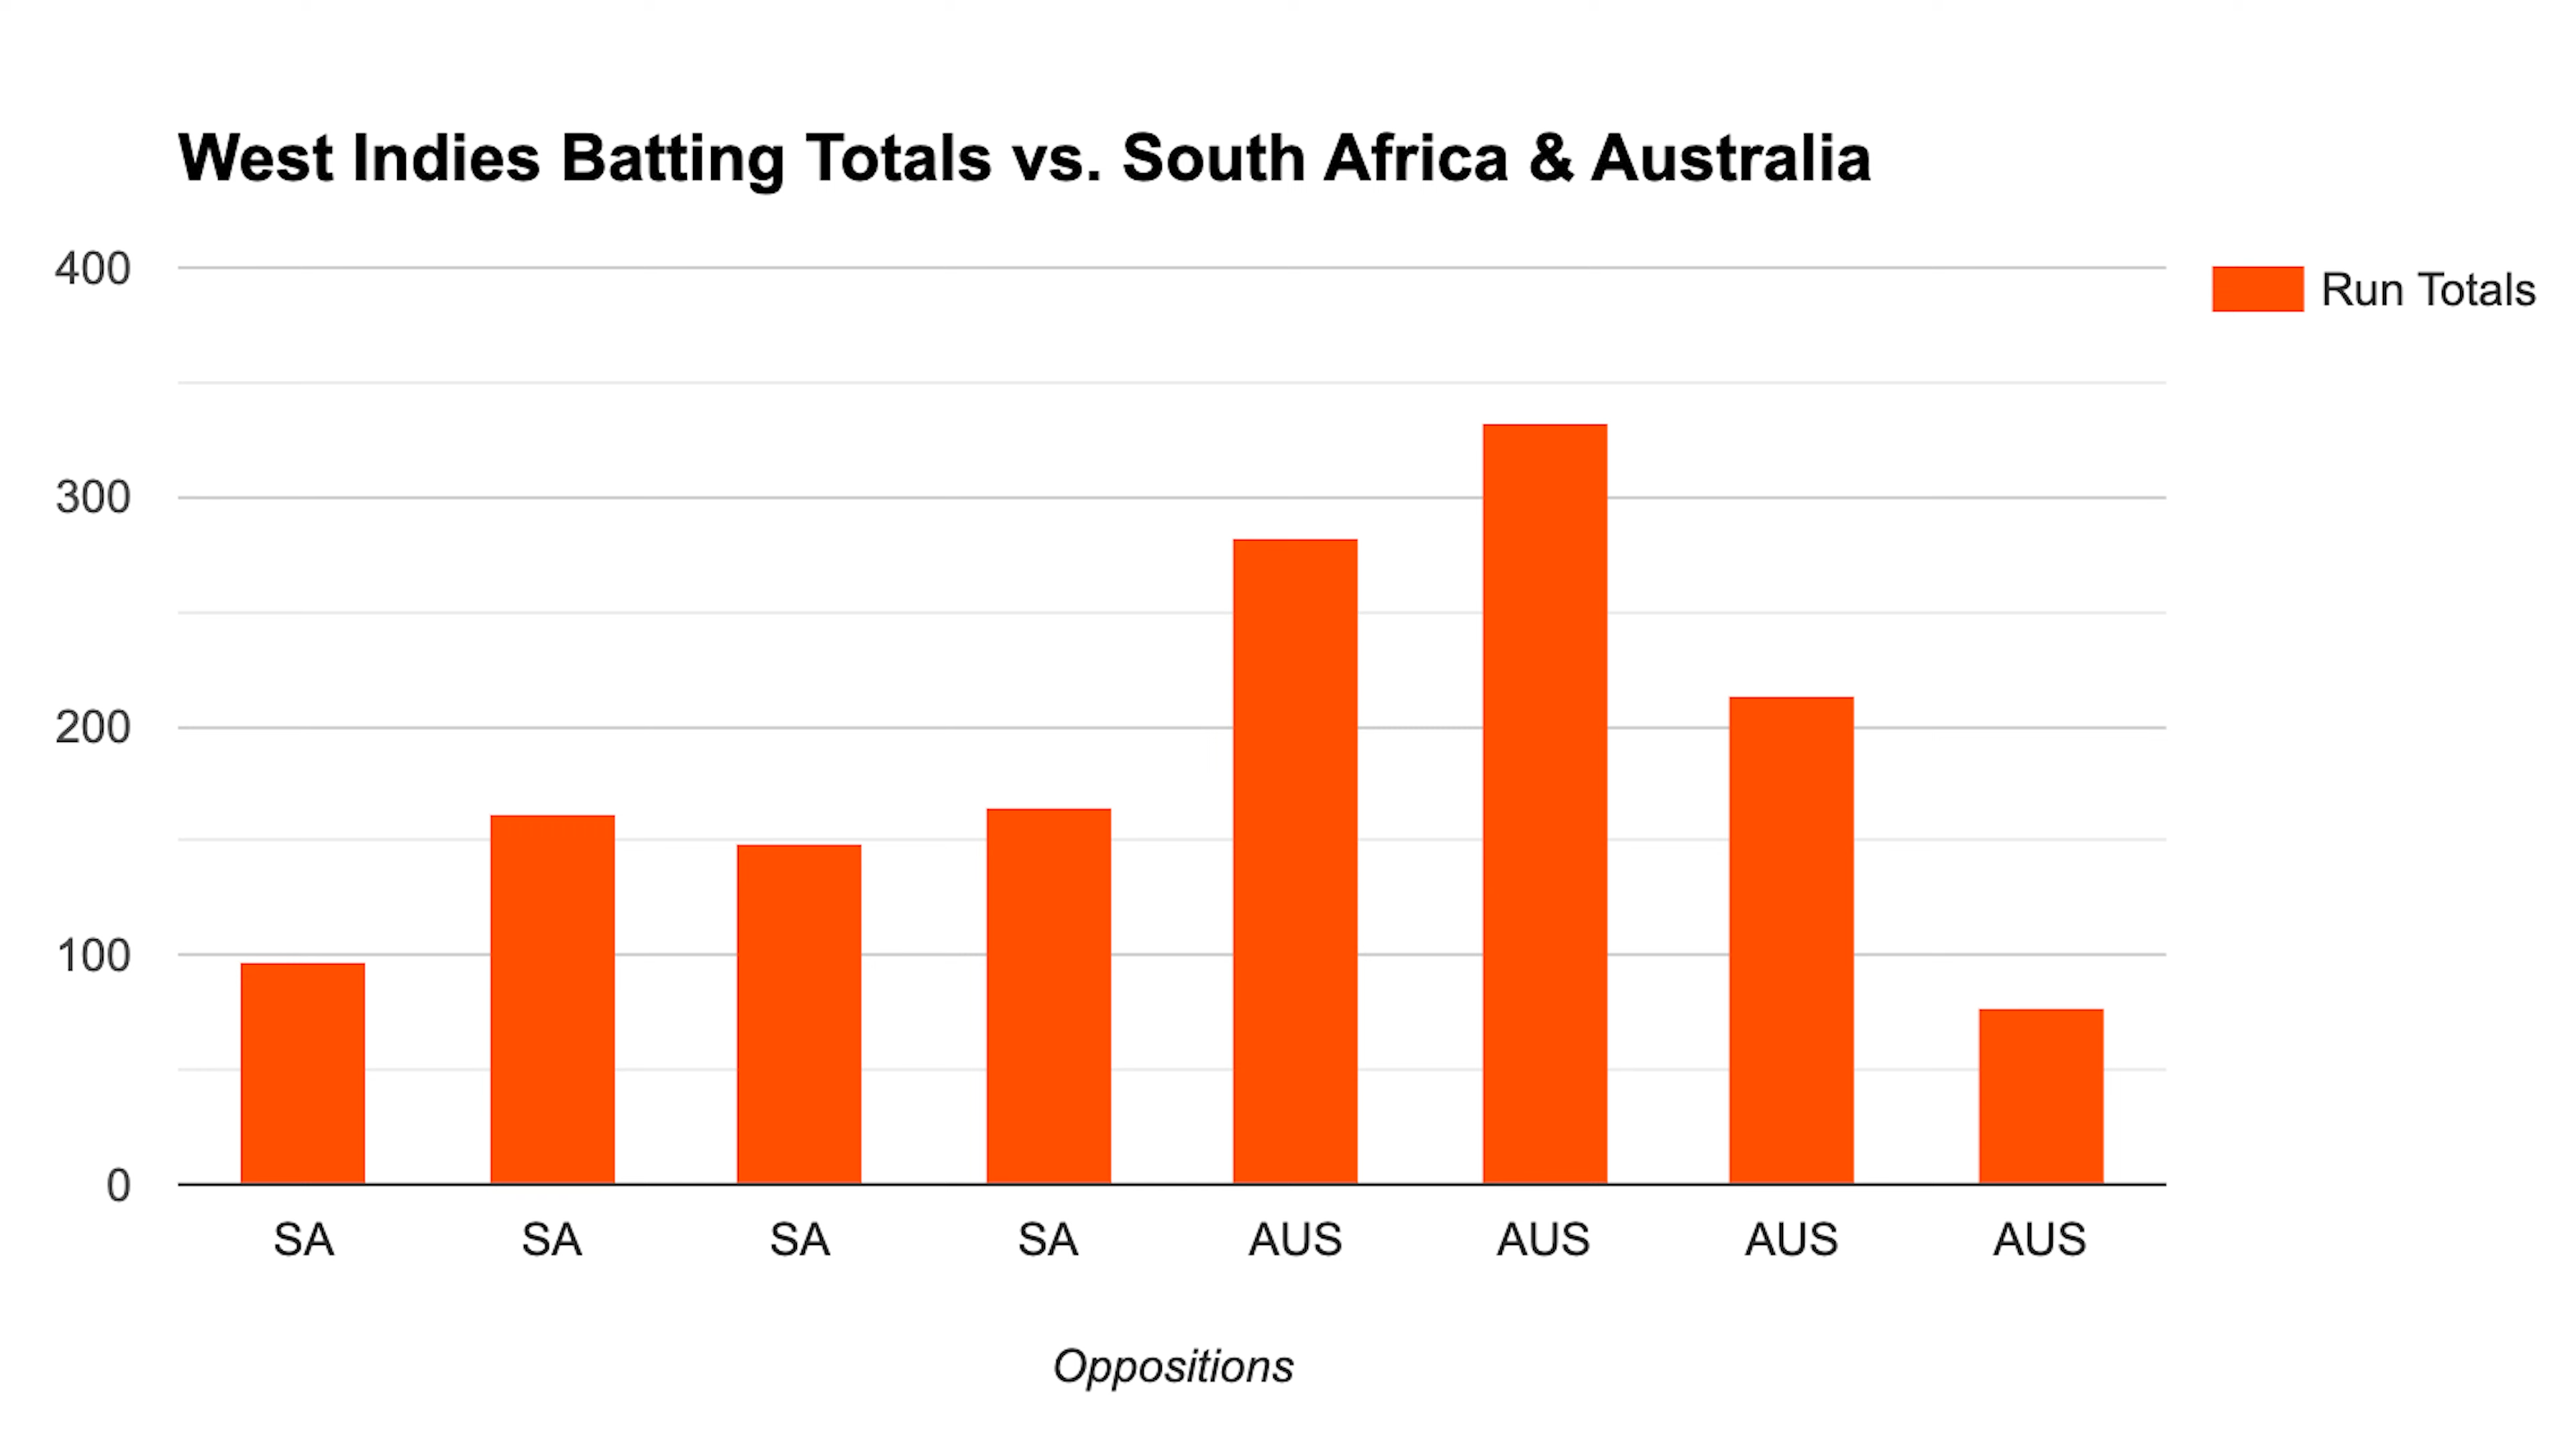 West Indies Batting Totals vs. South Africa & Australia
400
Run Totals
300
200
100
0
SA SA SA SA AUS AUS AUS AUS
Oppositions